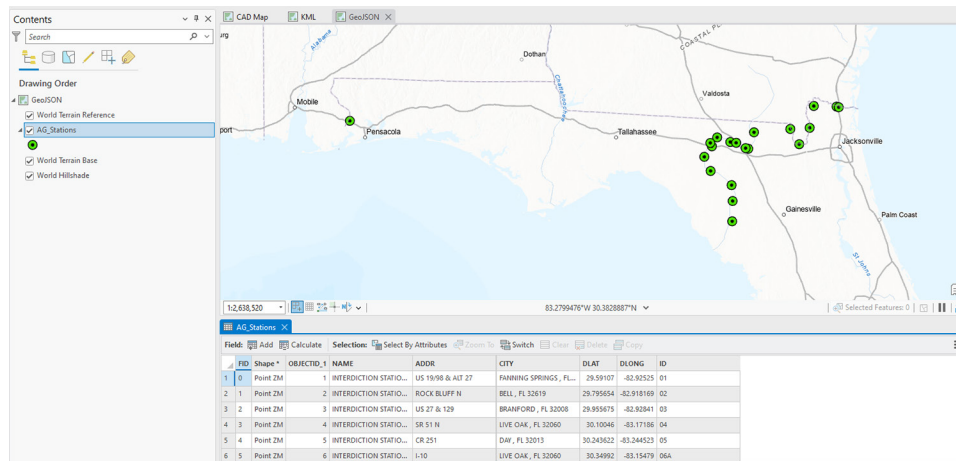 Contents
CAD Map
KML
GeoJSON
Search
Drawing Order
GeoJSON
World Terrain Reference
AG_Stations
World Terrain Base
World Hillshade
Alabama
COASTAL
Dothan
Chattahoochee
Valdosta
Mobile
Pensacola
Tallahassee
Jacksonville
Gainesville
Palm Coast
St Johns
1:2,638,520
83.2799476°W 30.3828887°N
Selected Features: 0
AG_Stations
Field: Add Calculate Selection: Select By Attributes Zoom To Switch Clear Delete Copy
FID Shape * OBJECTID_1 NAME ADDR CITY DLAT DLONG ID
1 0 Point ZM 1 INTERDICTION STATIO... US 19/98 & ALT 27 FANNING SPRINGS , FL... 29.59107 -82.92525 01
2 1 Point ZM 2 INTERDICTION STATIO... ROCK BLUFF N BELL , FL 32619 29.795654 -82.918169 02
3 2 Point ZM 3 INTERDICTION STATIO... US 27 & 129 BRANFORD , FL 32008 29.955675 -82.92841 03
4 3 Point ZM 4 INTERDICTION STATIO... SR 51 N LIVE OAK , FL 32060 30.10046 -83.17186 04
5 4 Point ZM 5 INTERDICTION STATIO... CR 251 DAY , FL 32013 30.243622 -83.244523 05
6 5 Point ZM 6 INTERDICTION STATIO... I-10 LIVE OAK , FL 32060 30.34992 -83.15479 06A